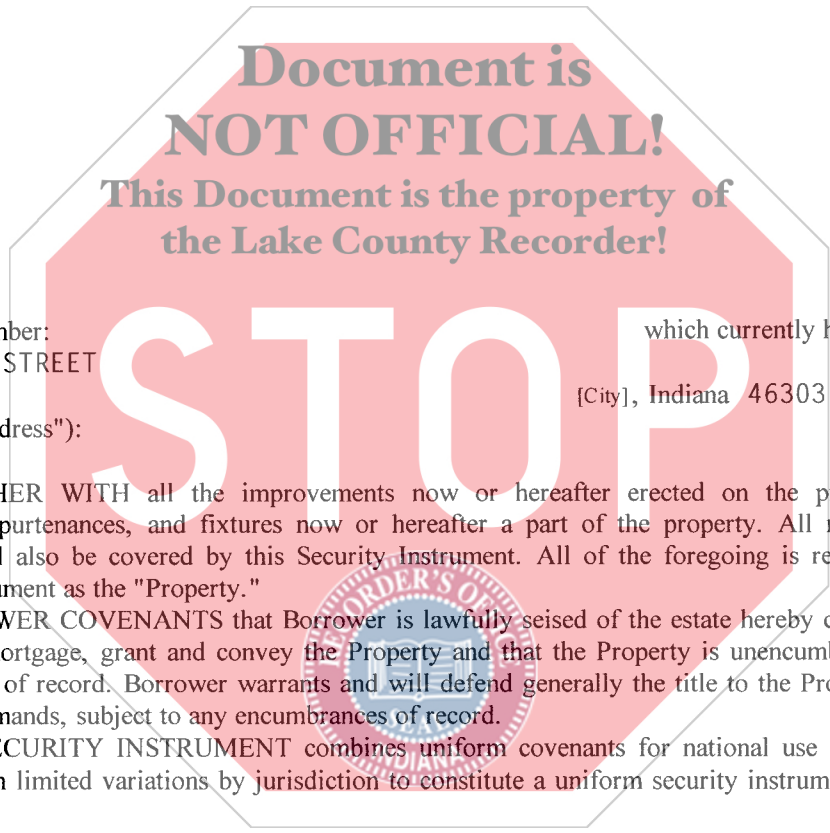 Document is
NOT OFFICIAL!
This Document is the property of
the Lake County Recorder!
STOP
mber: which currently h
STREET
[City], Indiana 46303
dress"):
HER WITH all the improvements now or hereafter erected on the p
purtenances, and fixtures now or hereafter a part of the property. All r
l also be covered by this Security Instrument. All of the foregoing is re
ument as the "Property."
WER COVENANTS that Borrower is lawfully seised of the estate hereby c
ortgage, grant and convey the Property and that the Property is unencumb
of record. Borrower warrants and will defend generally the title to the Pro
mands, subject to any encumbrances of record.
ECURITY INSTRUMENT combines uniform covenants for national use
n limited variations by jurisdiction to constitute a uniform security instrum
RECORDER'S OFFICE
SEAL
INDIANA